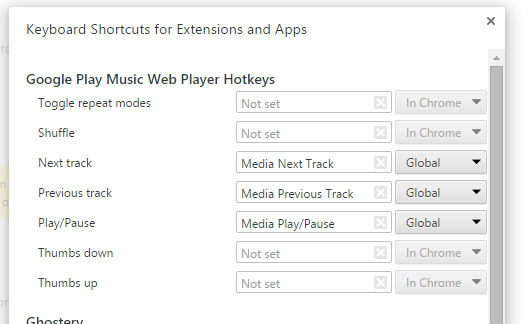 Keyboard Shortcuts for Extensions and Apps
Google Play Music Web Player Hotkeys
Toggle repeat modes Not set In Chrome
Shuffle Not set In Chrome
Next track Media Next Track Global
Previous track Media Previous Track Global
Play/Pause Media Play/Pause Global
Thumbs down Not set In Chrome
Thumbs up Not set In Chrome
Ghostery